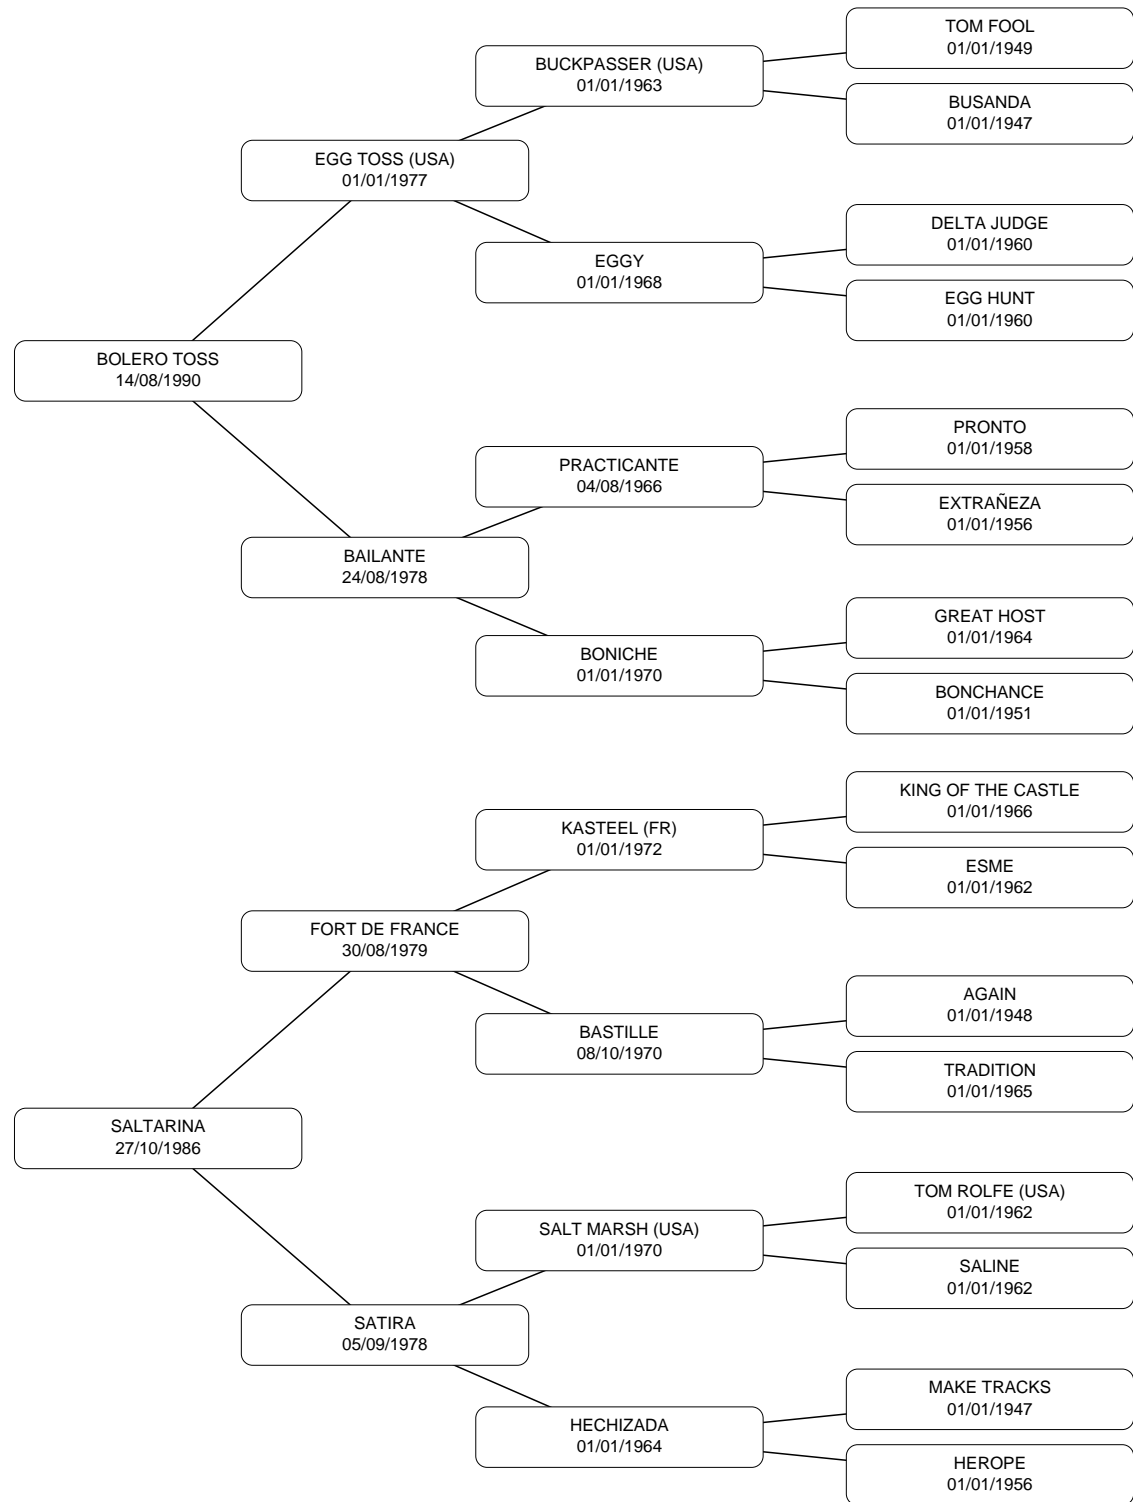 TOM FOOL
01/01/1949
BUCKPASSER (USA)
01/01/1963
BUSANDA
01/01/1947
EGG TOSS (USA)
01/01/1977
DELTA JUDGE
01/01/1960
EGGY
01/01/1968
EGG HUNT
01/01/1960
BOLERO TOSS
14/08/1990
PRONTO
01/01/1958
PRACTICANTE
04/08/1966
EXTRAÑEZA
01/01/1956
BAILANTE
24/08/1978
GREAT HOST
01/01/1964
BONICHE
01/01/1970
BONCHANCE
01/01/1951
KING OF THE CASTLE
01/01/1966
KASTEEL (FR)
01/01/1972
ESME
01/01/1962
FORT DE FRANCE
30/08/1979
AGAIN
01/01/1948
BASTILLE
08/10/1970
TRADITION
01/01/1965
SALTARINA
27/10/1986
TOM ROLFE (USA)
01/01/1962
SALT MARSH (USA)
01/01/1970
SALINE
01/01/1962
SATIRA
05/09/1978
MAKE TRACKS
01/01/1947
HECHIZADA
01/01/1964
HEROPE
01/01/1956